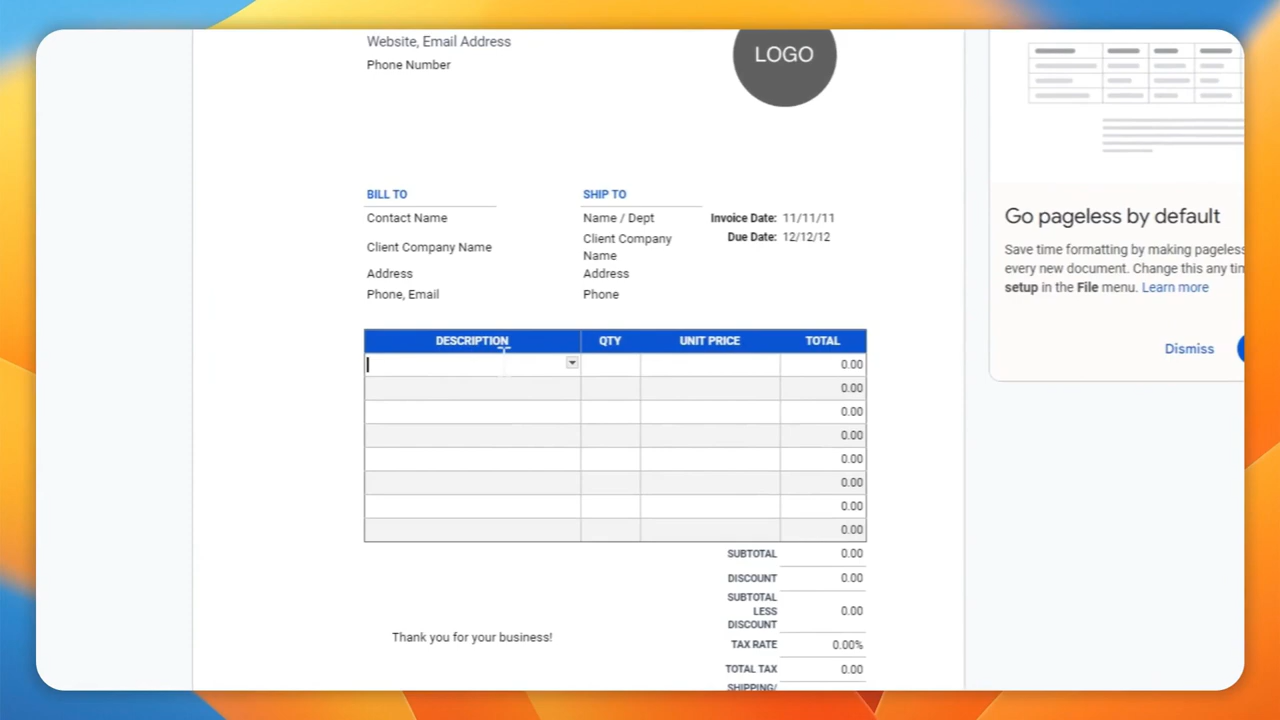 Website, Email Address
Phone Number
LOGO
BILL TO
Contact Name
Client Company Name
Address
Phone, Email
SHIP TO
Name / Dept
Client Company
Name
Address
Phone
Invoice Date: 11/11/11
Due Date: 12/12/12
DESCRIPTION QTY UNIT PRICE TOTAL
0.00
0.00
0.00
0.00
0.00
0.00
0.00
0.00
SUBTOTAL 0.00
DISCOUNT 0.00
SUBTOTAL
LESS
DISCOUNT
0.00
TAX RATE 0.00%
TOTAL TAX 0.00
SHIPPING/
Thank you for your business!
Go pageless by default
Save time formatting by making pageless
every new document. Change this any
setup in the File menu. Learn more
Dismiss